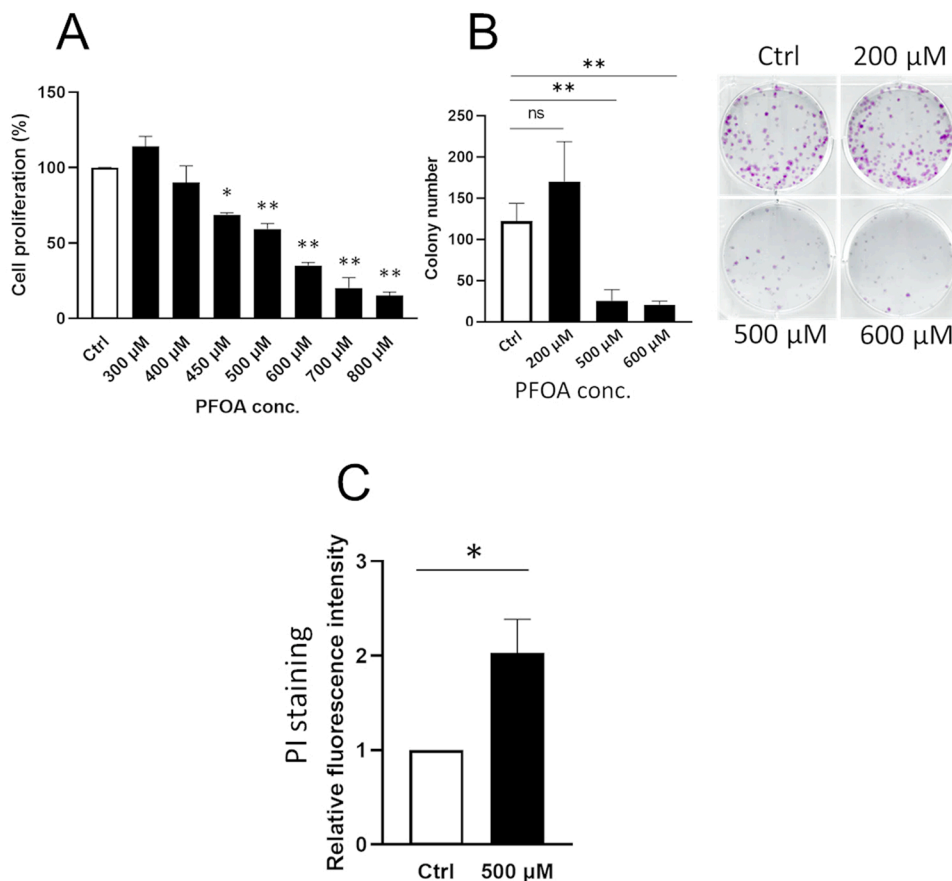 A
Cell proliferation (%)
150
100
50
0
*
**
**
**
**
Ctrl
300 µM
400 µM
450 µM
500 µM
600 µM
700 µM
800 µM
PFOA conc.
B
Colony number
250
200
150
100
50
0
**
**
ns
Ctrl
200 µM
500 µM
600 µM
PFOA conc.
Ctrl
200 µM
500 µM
600 µM
C
PI staining
Relative fluorescence intensity
3
2
1
0
*
Ctrl
500 µM